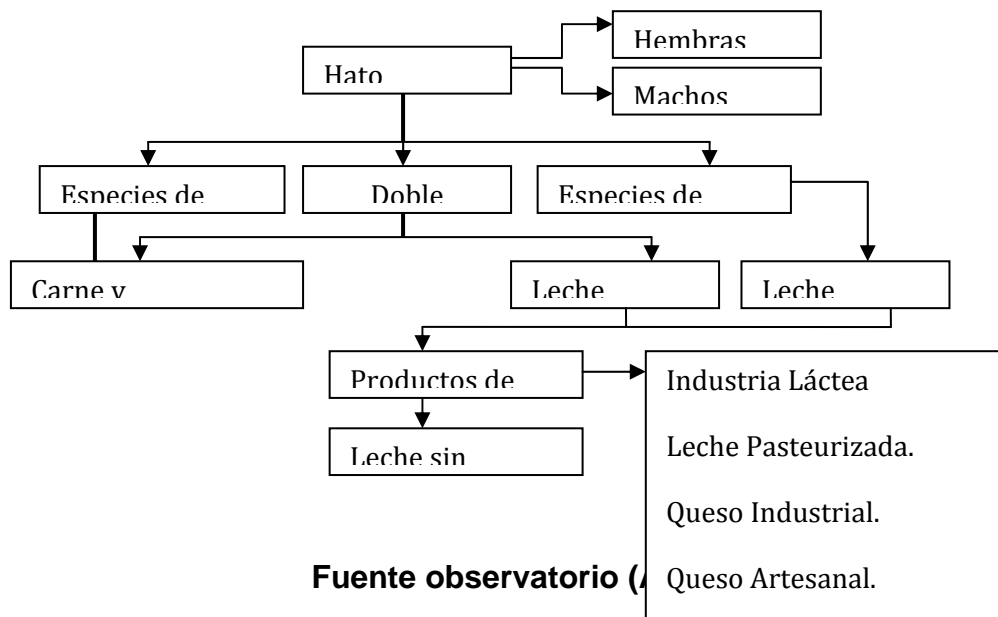 Hembras
Hato
Machos
Especies de
Doble
Especies de
Carne y
Leche
Leche
Productos de
Industria Láctea
Leche Pasteurizada.
Leche sin
Queso Industrial.
Fuente observatorio (
Queso Artesanal.